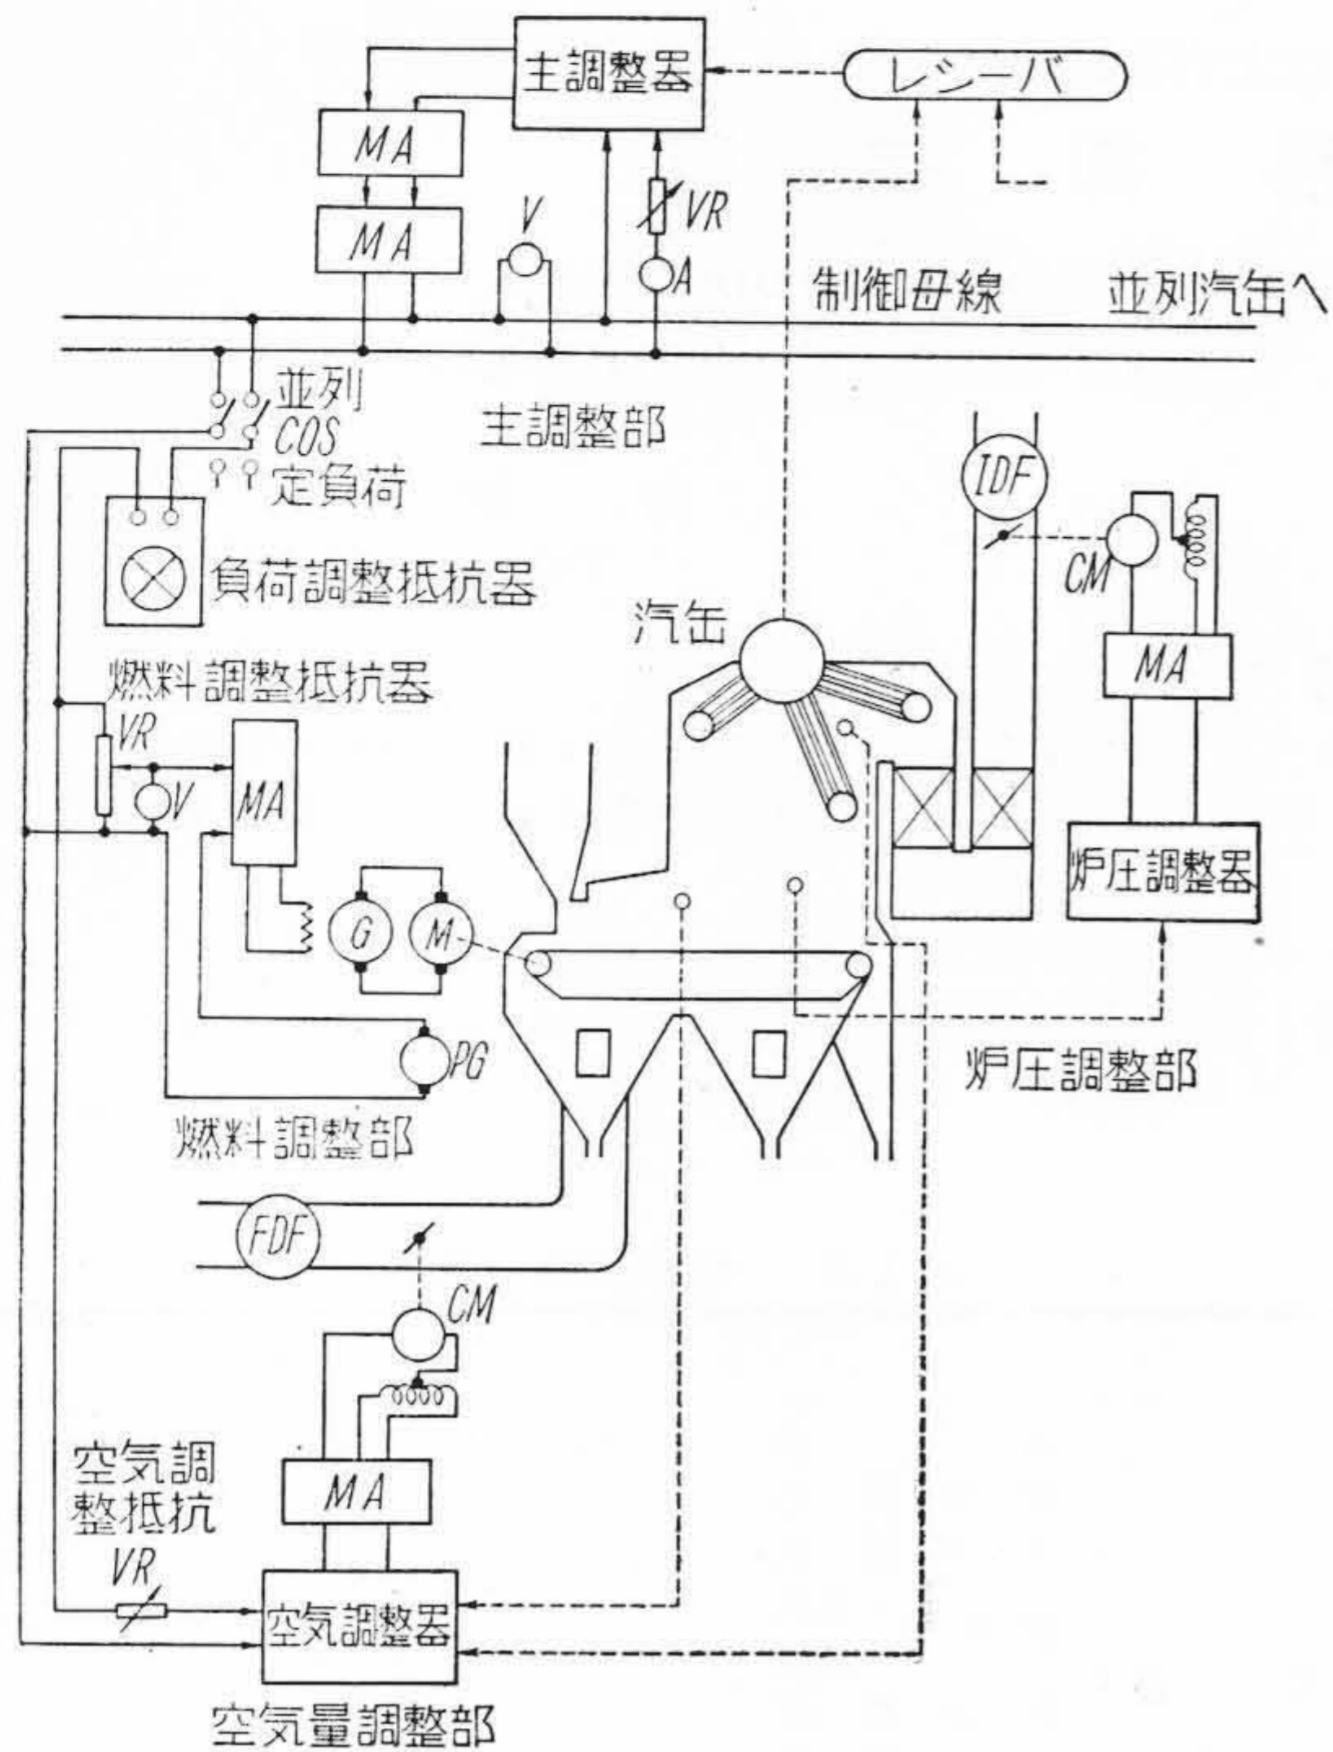 主調整器
レシーバ
MA
MA
V
VR
A
制御母線
並列汽缶へ
並列
COS
定負荷
主調整部
IDF
CM
負荷調整抵抗器
汽缶
MA
燃料調整抵抗器
VR
V
MA
炉圧調整器
G
M
PG
炉圧調整部
燃料調整部
FDF
CM
空気調
整抵抗
MA
VR
空気調整器
空気量調整部